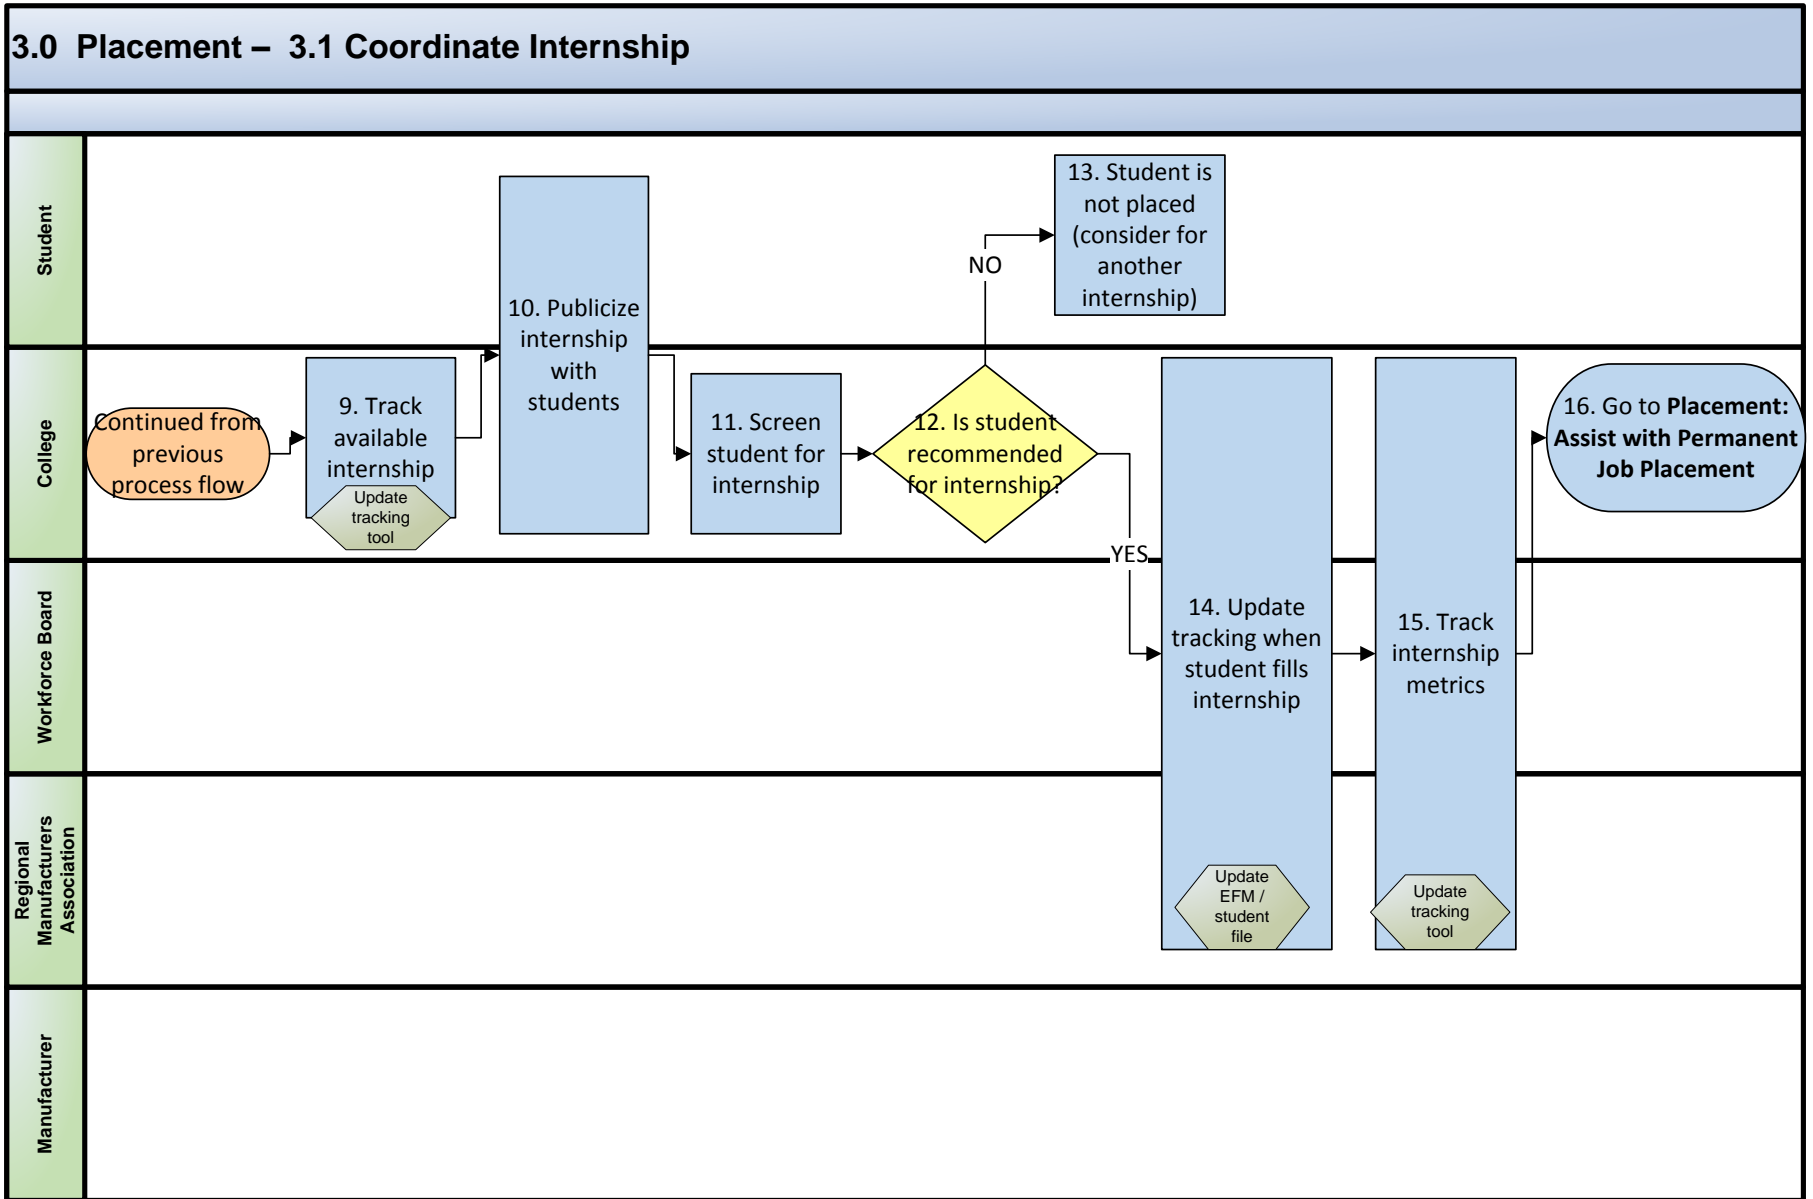 3.0  Placement –  3.1 Coordinate Internship
Student
13. Student is
not placed
(consider for
another
internship)
NO
10. Publicize
internship
with
students
College
Continued from
previous
process flow
9. Track
available
internship
Update
tracking
tool
11. Screen
student for
internship
12. Is student
recommended
for internship?
YES
16. Go to Placement:
Assist with Permanent
Job Placement
Workforce Board
14. Update
tracking when
student fills
internship
15. Track
internship
metrics
Regional
Manufacturers
Association
Update
EFM /
student
file
Update
tracking
tool
Manufacturer